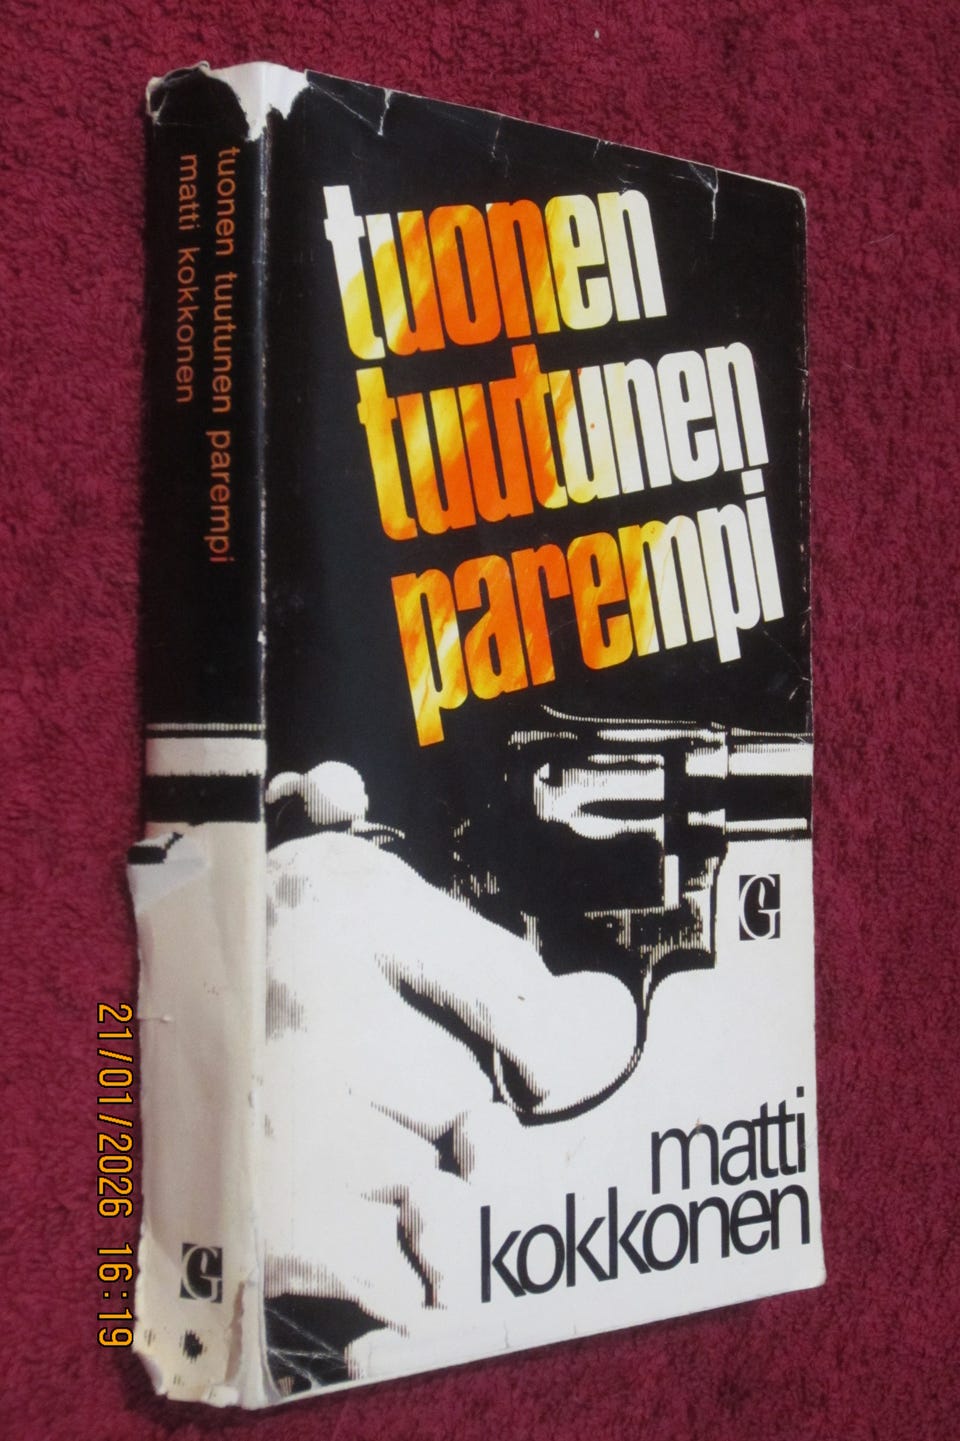 tuonen tuutunen parempi
matti kokkonen
G
tuonen
tuutunen
parempi
G
matti
kokkonen
21/01/2026 16:19